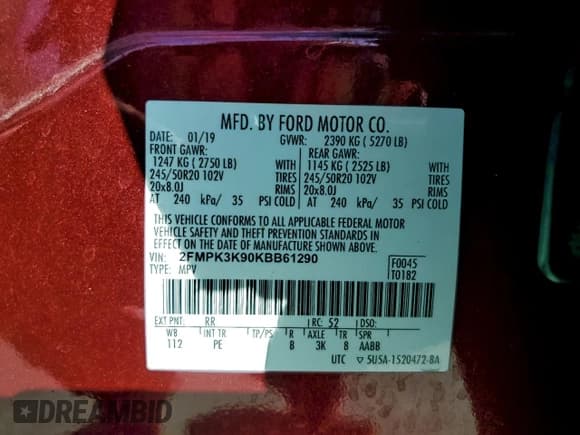 MFD. BY FORD MOTOR CO.
DATE: 01/19 GVWR: 2390 KG ( 5270 LB)
FRONT GAWR: REAR GAWR:
1247 KG ( 2750 LB) WITH 1145 KG ( 2525 LB) WITH
245/50R20 102V TIRES 245/50R20 102V TIRES
20x8.0J RIMS 20x8.0J RIMS
AT 240 kPa/ 35 PSI COLD AT 240 kPa/ 35 PSI COLD
THIS VEHICLE CONFORMS TO ALL APPLICABLE FEDERAL MOTOR
VEHICLE SAFETY AND THEFT PREVENTION STANDARDS IN
EFFECT ON THE DATE OF MANUFACTURE SHOWN ABOVE.
VIN: 2FMPK3K90KBB61290 F0045
TYPE: MPV T0182
EXT PNT: RR RC: 52 DSO:
WB INT TR TP/PS R AXLE TR SPR
112 PE B 3K 8 AABB
UTC ▽ 5U5A-1520472-BA
DREAMBID